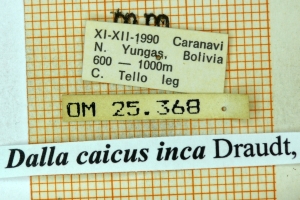 XI-XII-1990 Caranavi
N. Yungas, Bolivia
600 — 1000m
C. Tello leg
OM 25.368
Dalla caicus inca Draudt,